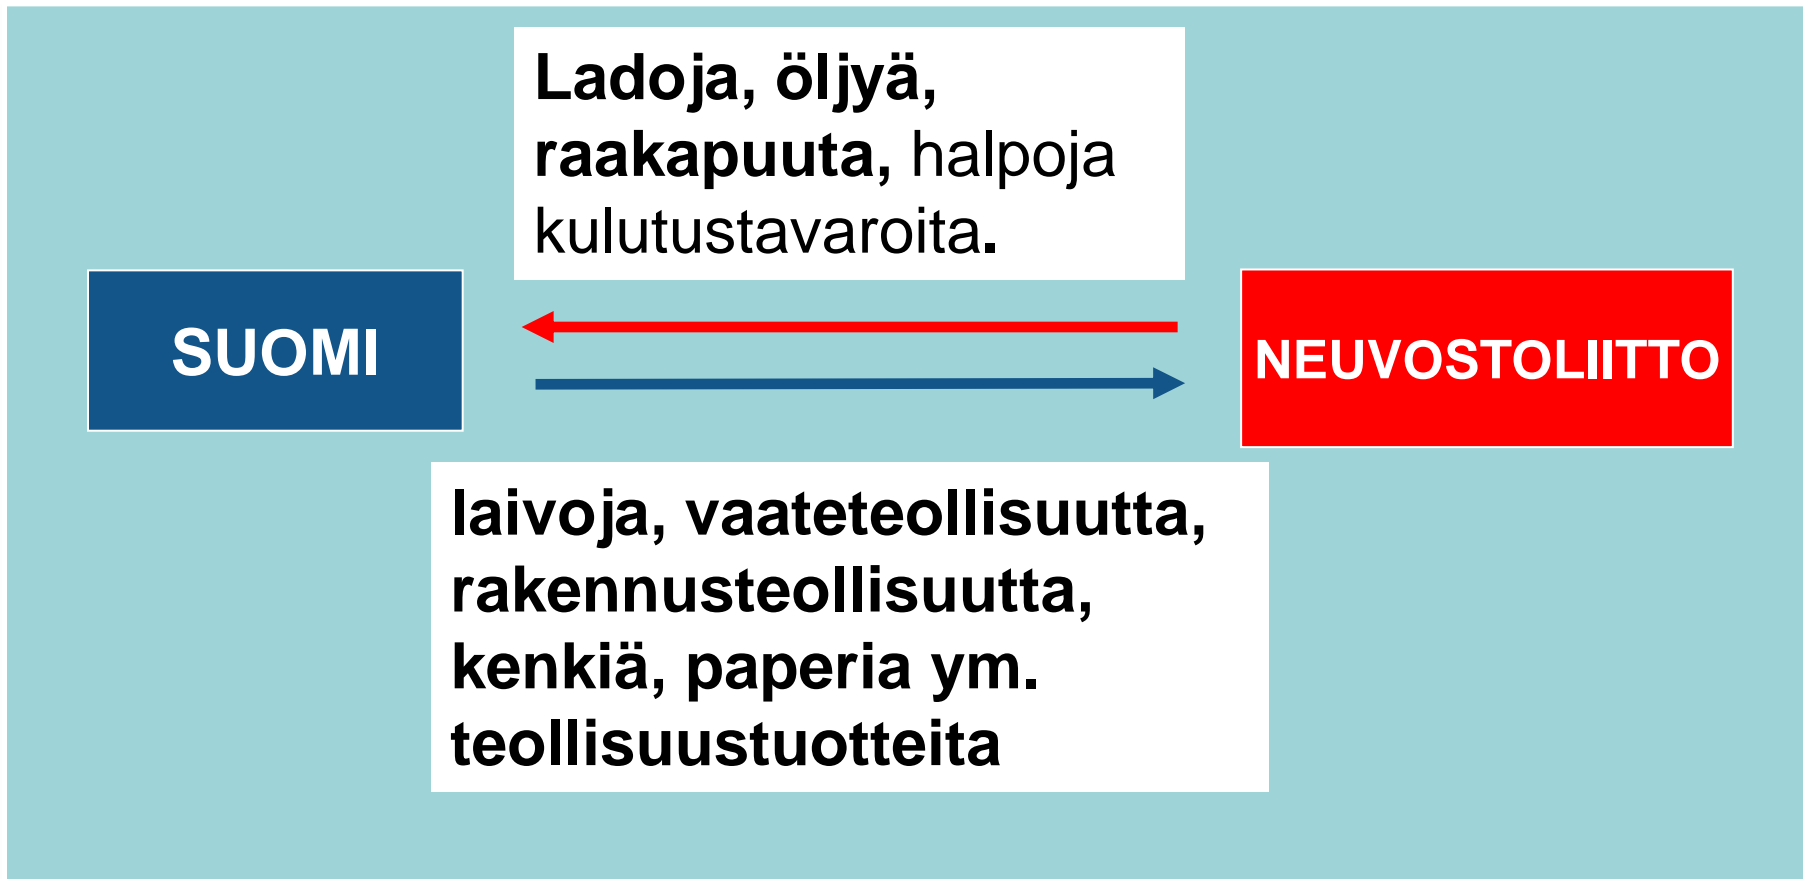 Ladoja, öljyä,
raakapuuta, halpoja
kulutustavaroita.
SUOMI
NEUVOSTOLIITTO
laivoja, vaateteollisuutta,
rakennusteollisuutta,
kenkiä, paperia ym.
teollisuustuotteita